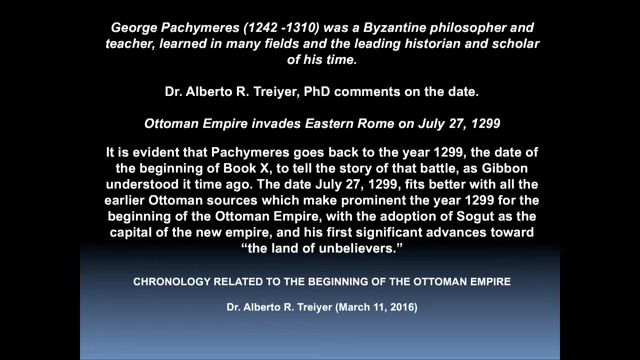 George Pachymeres (1242 -1310) was a Byzantine philosopher and
teacher, learned in many fields and the leading historian and scholar
of his time.
Dr. Alberto R. Treiyer, PhD comments on the date.
Ottoman Empire invades Eastern Rome on July 27, 1299
It is evident that Pachymeres goes back to the year 1299, the date of
the beginning of Book X, to tell the story of that battle, as Gibbon
understood it time ago. The date July 27, 1299, fits better with all the
earlier Ottoman sources which make prominent the year 1299 for the
beginning of the Ottoman Empire, with the adoption of Sogut as the
capital of the new empire, and his first significant advances toward
“the land of unbelievers.”
CHRONOLOGY RELATED TO THE BEGINNING OF THE OTTOMAN EMPIRE
Dr. Alberto R. Treiyer (March 11, 2016)